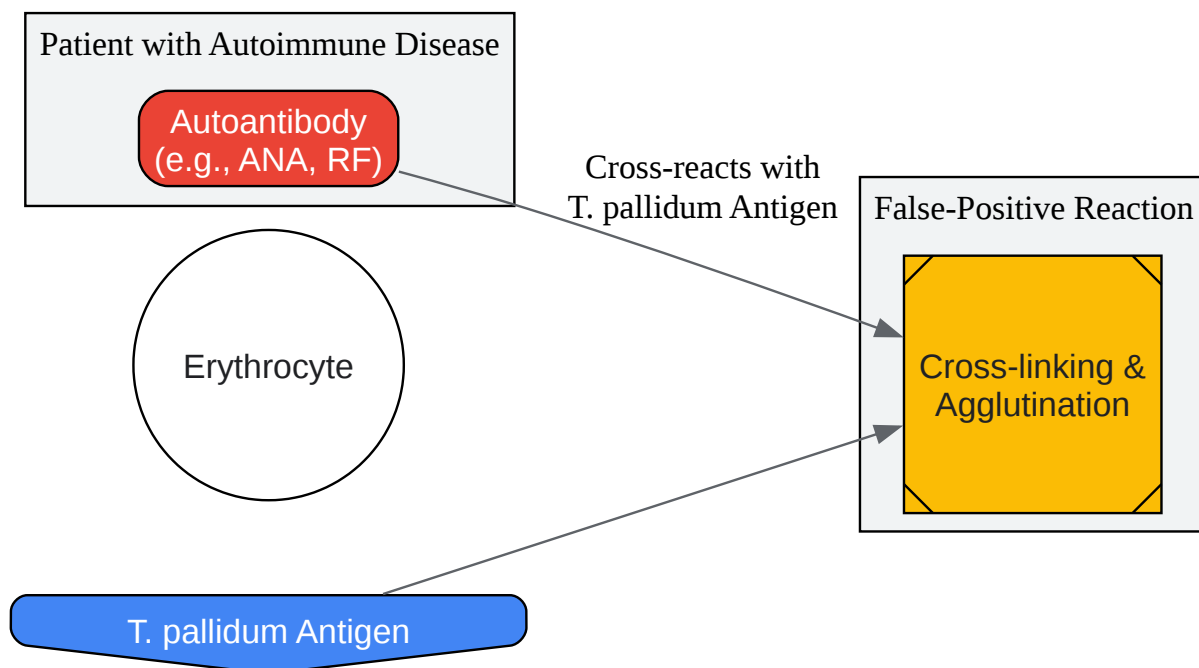 Patient with Autoimmune Disease
Autoantibody
(e.g., ANA, RF)
Cross-reacts with
T. pallidum Antigen
False-Positive Reaction
Erythrocyte
Cross-linking &
Agglutination
T. pallidum Antigen